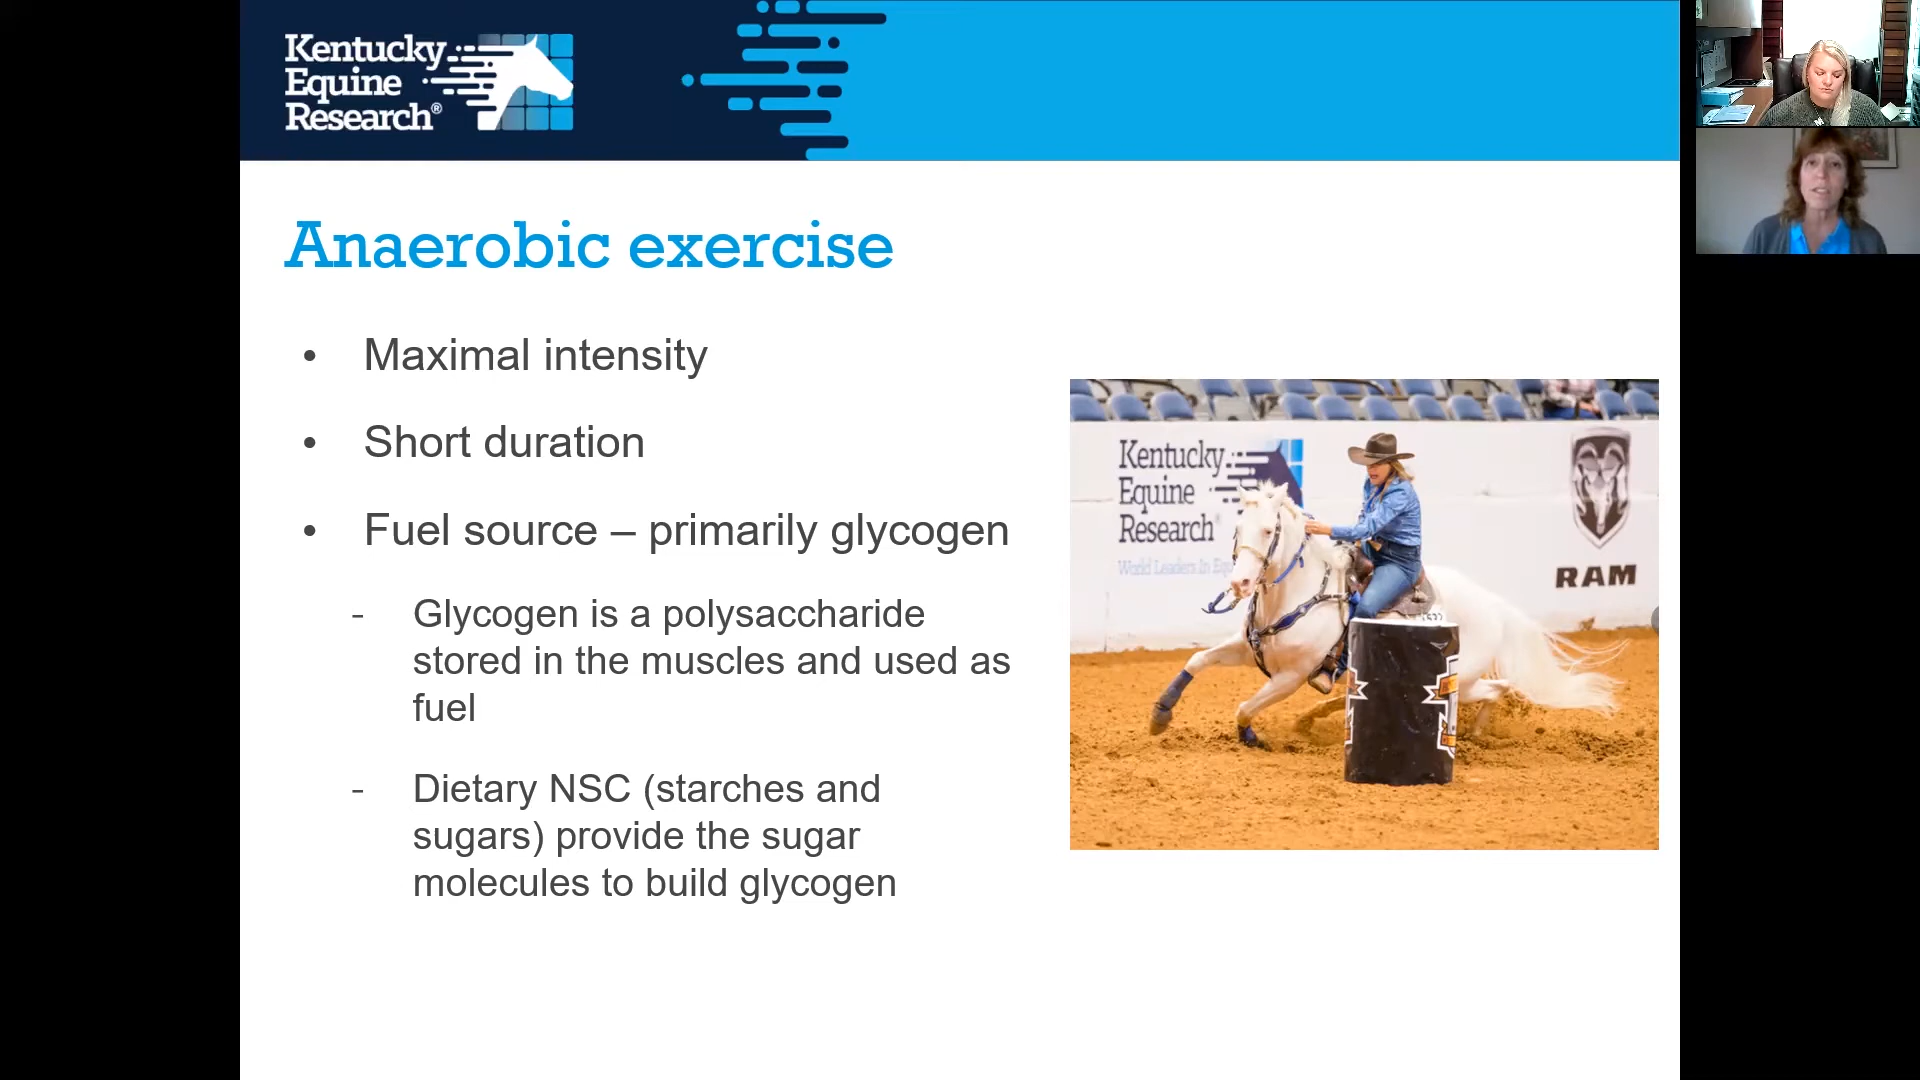 Kentucky
Equine
Research®
Anaerobic exercise
• Maximal intensity
• Short duration
• Fuel source – primarily glycogen
- Glycogen is a polysaccharide
stored in the muscles and used as
fuel
- Dietary NSC (starches and
sugars) provide the sugar
molecules to build glycogen
Kentucky
Equine
Research
World Leaders In
RAM